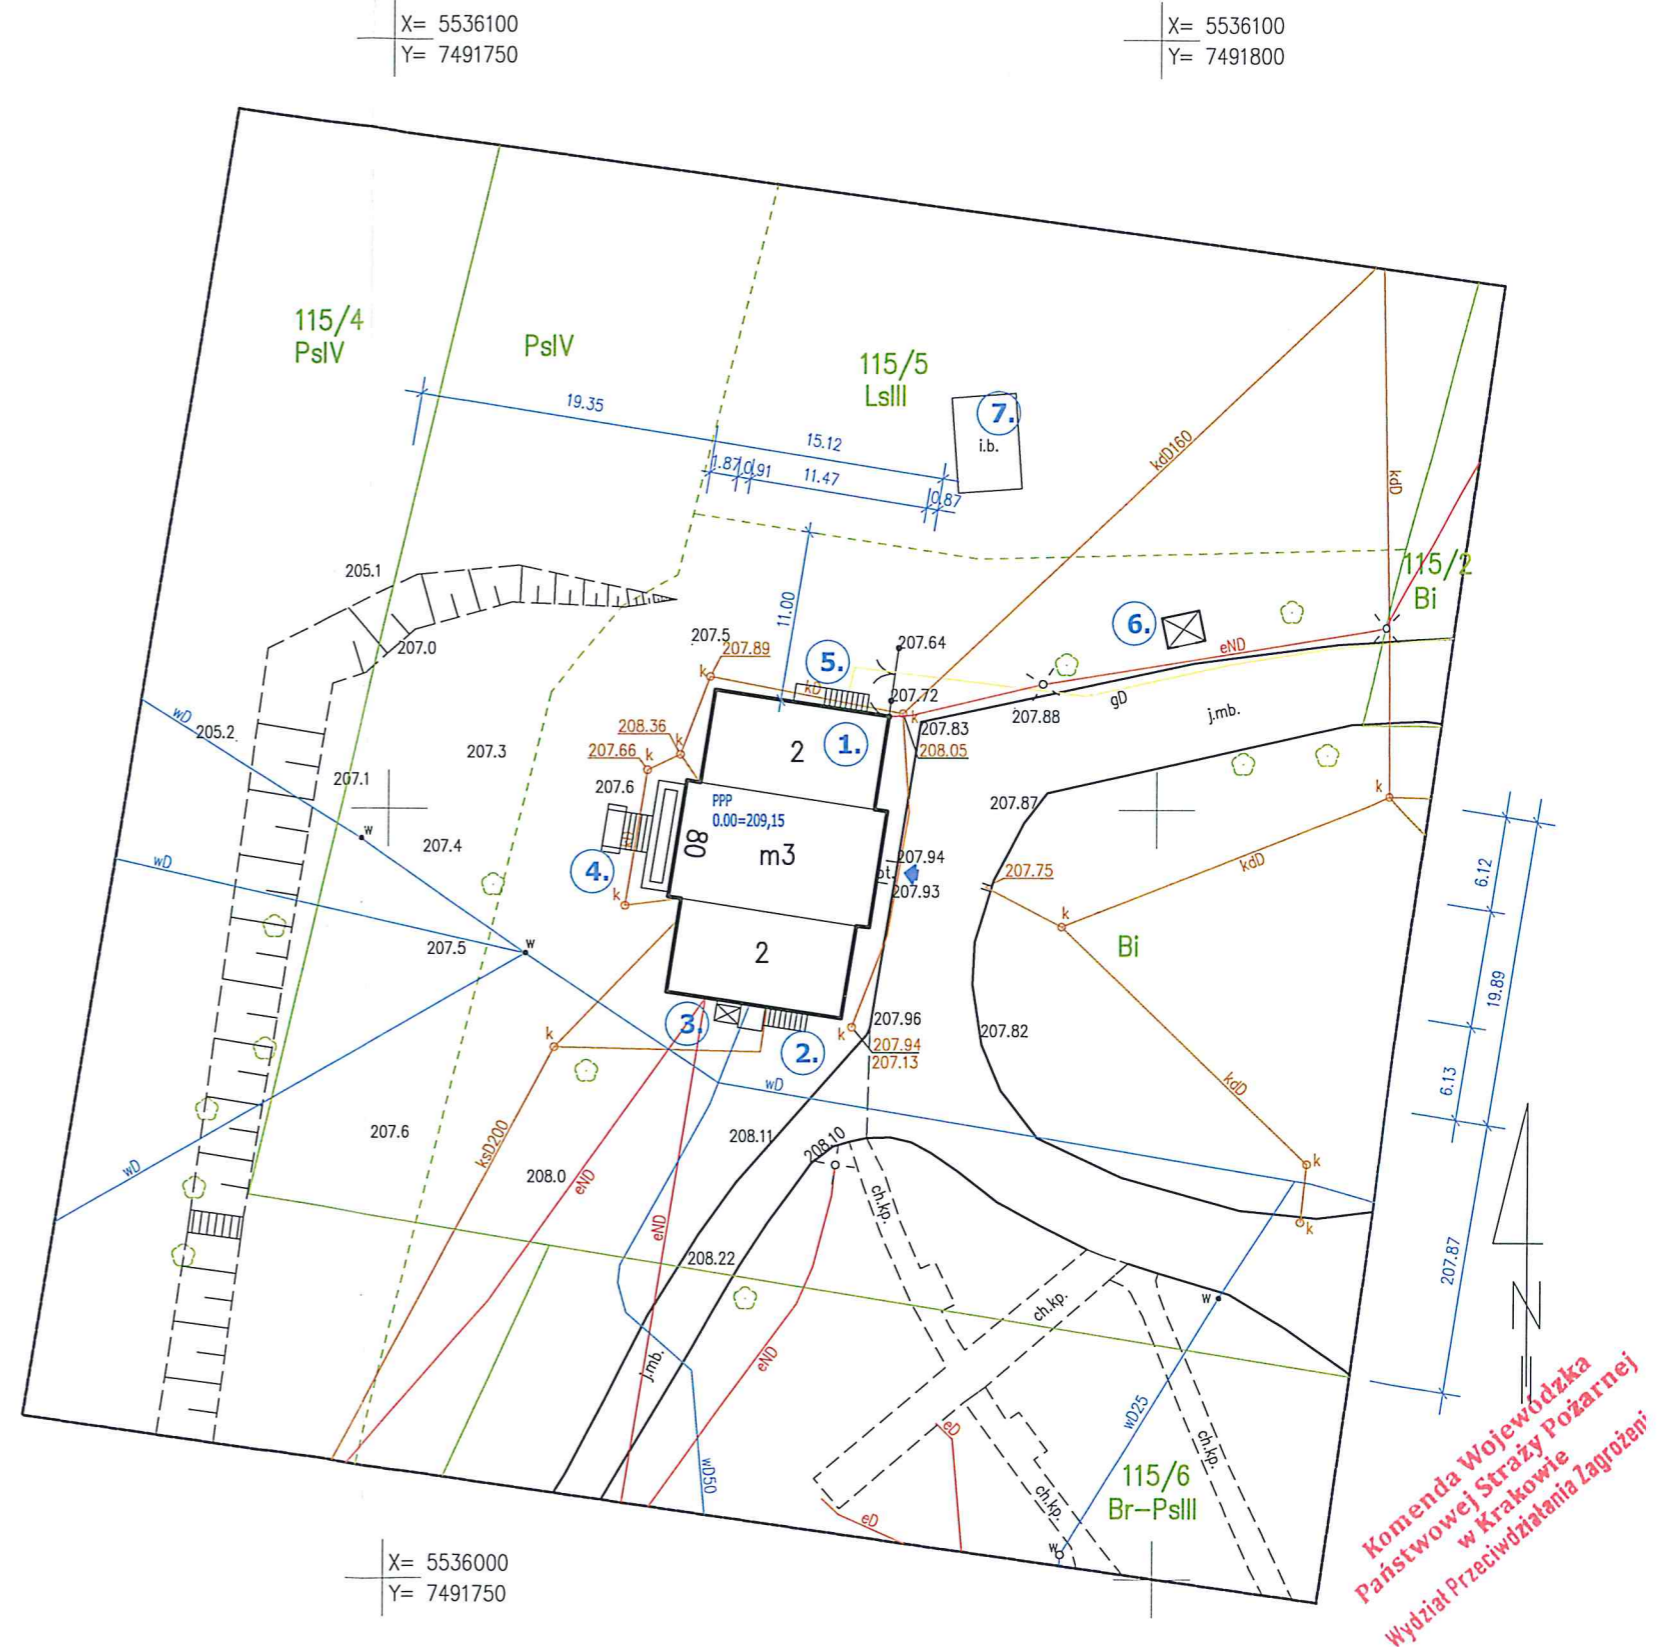 X= 5536100
Y= 7491750
X= 5536100
Y= 7491800
115/4
PsIV
PsIV
115/5
LsIII
7.
i.b.
19.35
15.12
1.87
0.91
11.47
0.87
kdD160
kdD
115/2
Bi
205.1
207.0
11.00
207.5
207.89
k
5.
207.64
6.
eND
kD
207.72
k
207.83
208.05
207.88
gD
j.mb.
wD
205.2
208.36
k
207.66
k
2
1.
207.3
207.1
207.6
PPP
0.00=209,15
207.87
k
w
207.4
80
m3
207.94
207.93
4.
k
wD
207.75
kdD
k
6.12
207.5
w
2
Bi
19.89
3.
2.
k
207.96
207.94
207.13
k
207.82
wD
kdD
6.13
207.6
ksD200
208.0
eND
208.11
208.10
ch.kp.
k
wD
eND
208.22
k
207.87
w
ch.kp.
N
j.mb.
eND
wD25
eD
ch.kp.
wD50
115/6
Br-PsIII
ch.kp.
eD
w
X= 5536000
Y= 7491750
Komenda Wojewódzka
Państwowej Straży Pożarnej
w Krakowie
Wydział Przeciwdziałania Zagrożeni